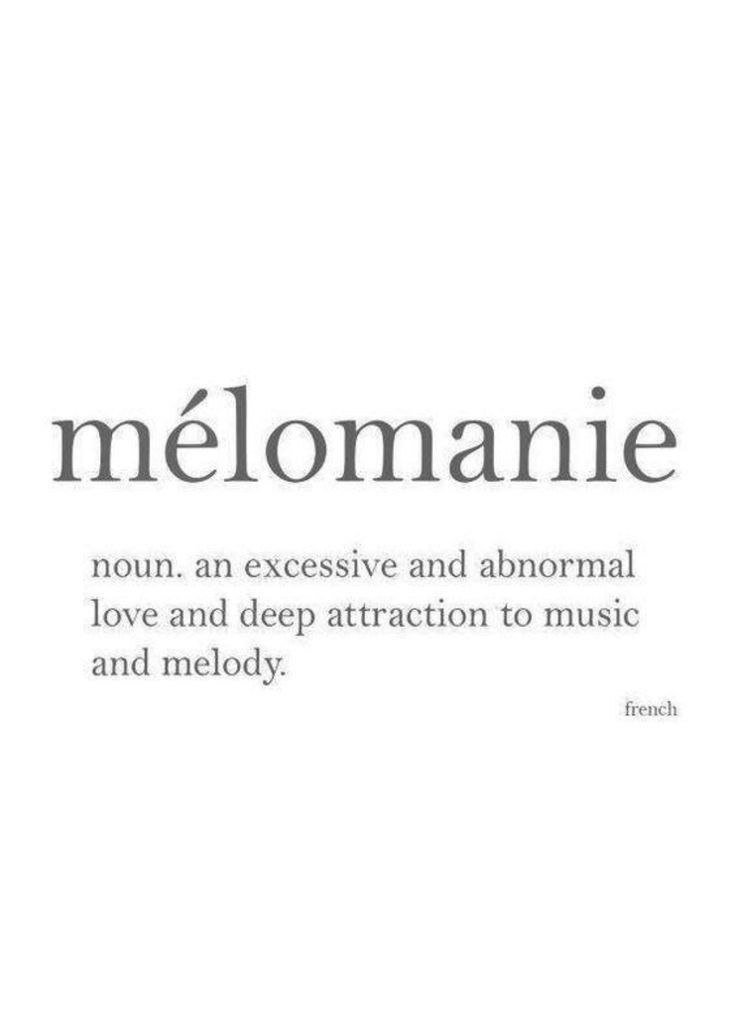 mélomanie
noun. an excessive and abnormal
love and deep attraction to music
and melody.
french